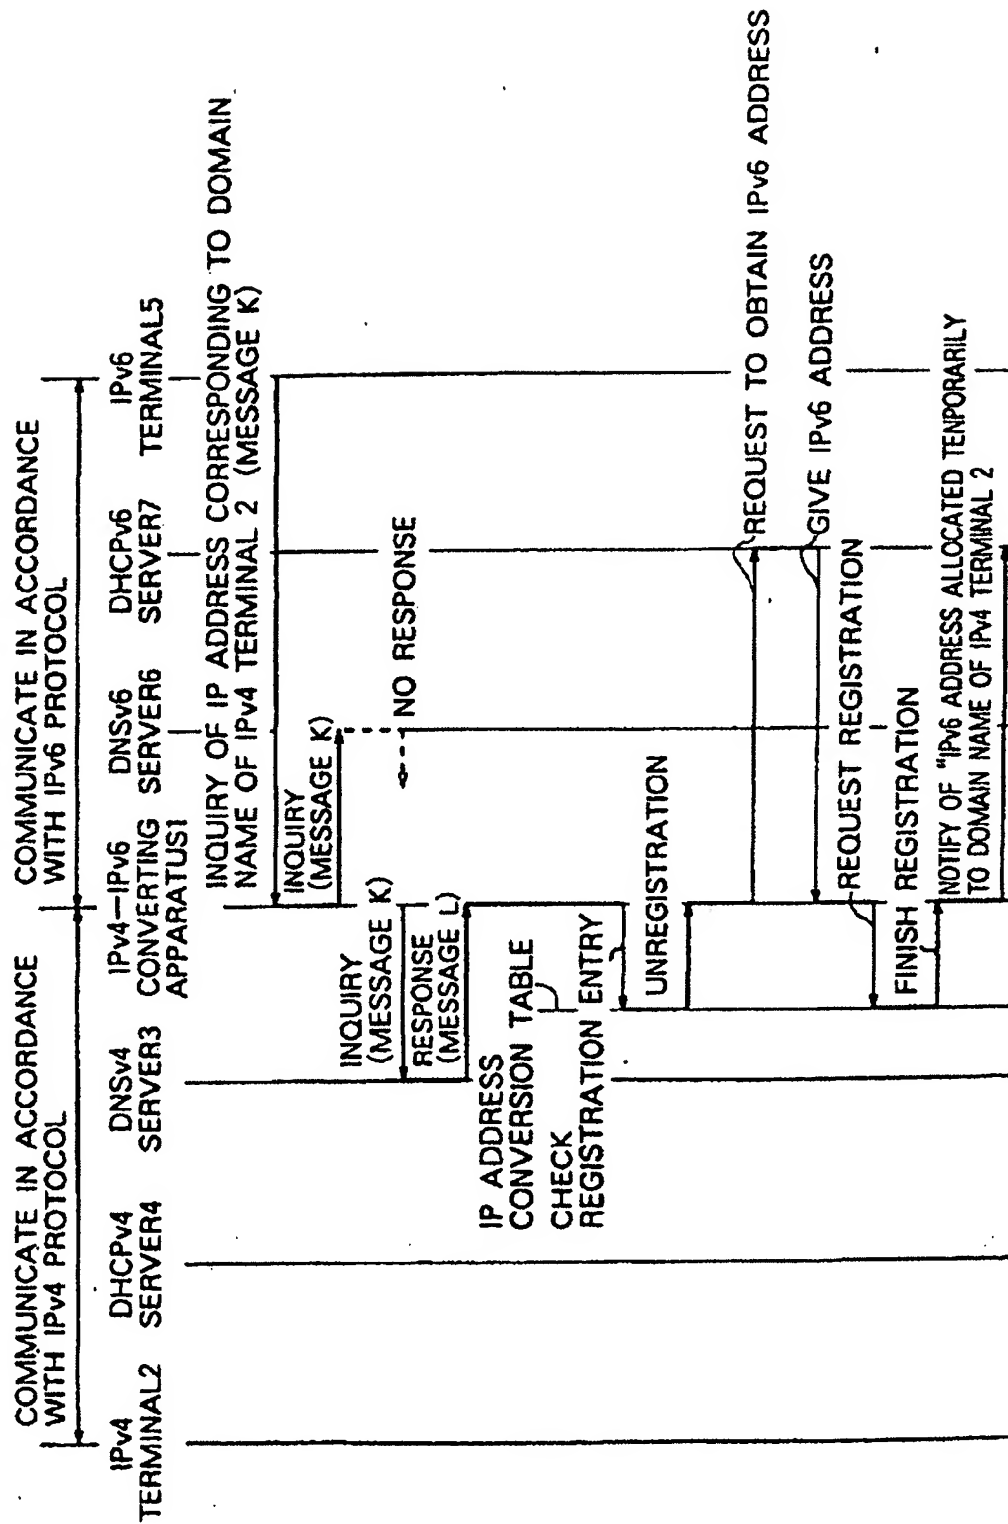 COMMUNICATE IN ACCORDANCE
WITH IPv4 PROTOCOL
COMMUNICATE IN ACCORDANCE
WITH IPv6 PROTOCOL
IPv4
TERMINAL2
DHCPv4
SERVER4
DNSv4
SERVER3
IPv4-IPv6
CONVERTING
APPARATUS1
DNSv6
SERVER6
DHCPv6
SERVER7
IPv6
TERMINAL5
INQUIRY OF IP ADDRESS CORRESPONDING TO DOMAIN
NAME OF IPv4 TERMINAL 2 (MESSAGE K)
INQUIRY
(MESSAGE K)
NO RESPONSE
INQUIRY
(MESSAGE K)
RESPONSE
(MESSAGE L)
IP ADDRESS
CONVERSION TABLE
CHECK
REGISTRATION ENTRY
UNREGISTRATION
REQUEST TO OBTAIN IPv6 ADDRESS
GIVE IPv6 ADDRESS
REQUEST REGISTRATION
FINISH REGISTRATION
NOTIFY OF "IPv6 ADDRESS ALLOCATED TENPORARILY
TO DOMAIN NAME OF IPv4 TERMINAL 2